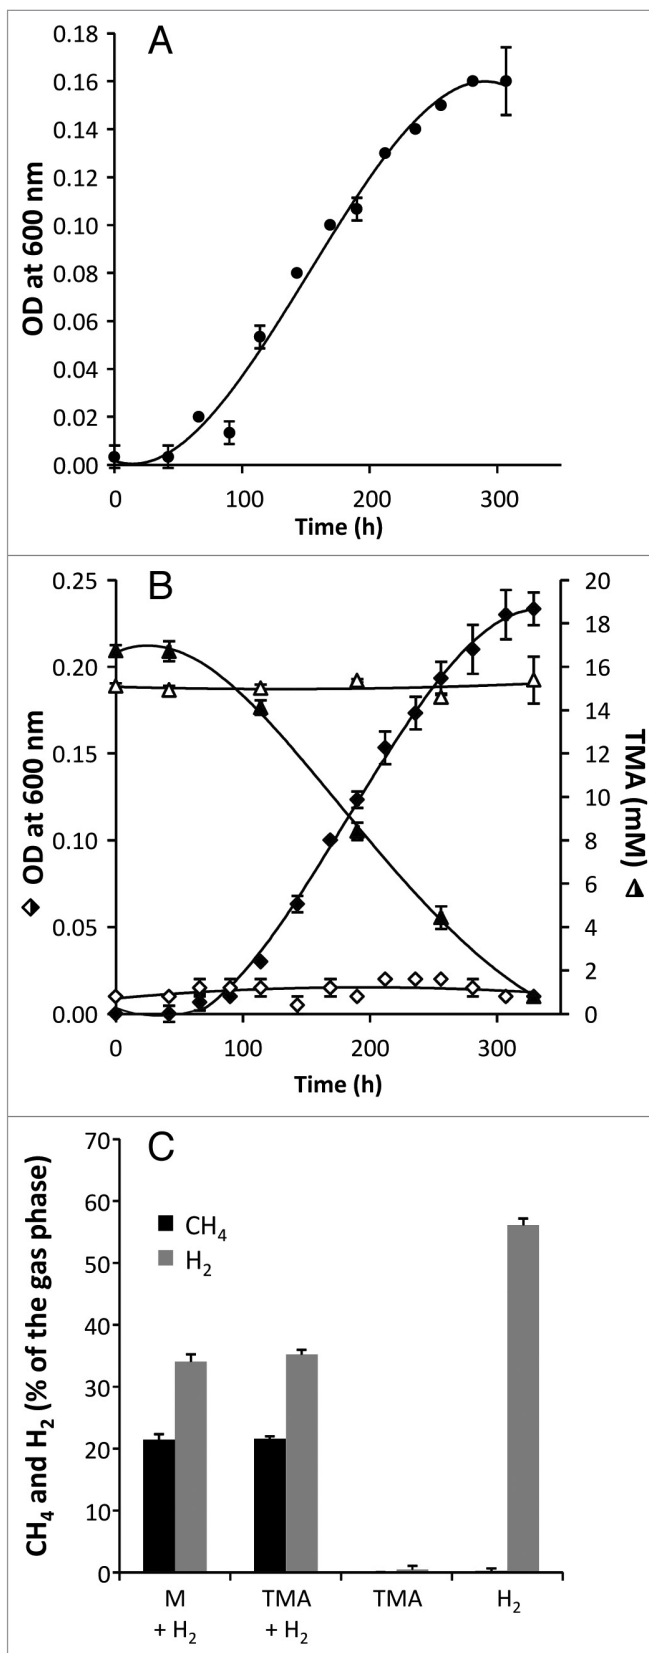 A
0.18
0.16
0.14
0.12
0.10
0.08
0.06
0.04
0.02
0.00
OD at 600 nm
0 100 200 300
Time (h)
B
0.25
0.20
0.15
0.10
0.05
0.00
OD at 600 nm
20
18
16
14
12
10
8
6
4
2
0
TMA (mM)
0 100 200 300
Time (h)
C
70
60
50
40
30
20
10
0
CH₄ and H₂ (% of the gas phase)
CH₄
H₂
M TMA TMA H₂
+ H₂ + H₂